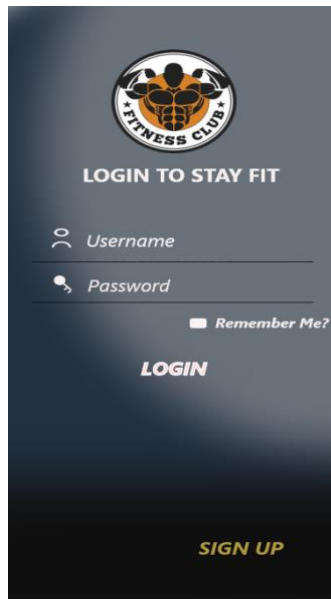 FITNESS CLUB
LOGIN TO STAY FIT
Username
Password
Remember Me?
LOGIN
SIGN UP